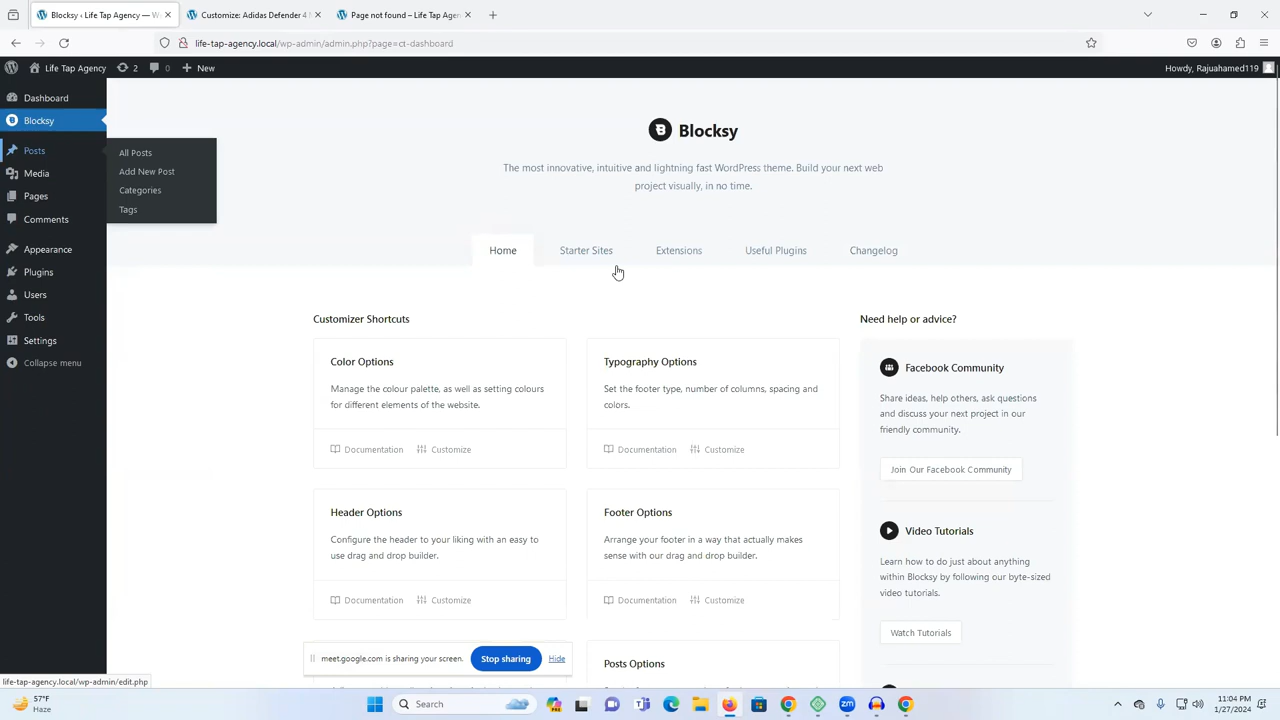 Blocksy ‹ Life Tap Agency — W
Customize: Adidas Defender 4
Page not found – Life Tap Agen
life-tap-agency.local/wp-admin/admin.php?page=ct-dashboard
Life Tap Agency
2
0
New
Howdy, Rajuahamed119
Dashboard
Blocksy
Posts
Media
Pages
Comments
Appearance
Plugins
Users
Tools
Settings
Collapse menu
All Posts
Add New Post
Categories
Tags
Blocksy
The most innovative, intuitive and lightning fast WordPress theme. Build your next web
project visually, in no time.
Home
Starter Sites
Extensions
Useful Plugins
Changelog
Customizer Shortcuts
Color Options
Manage the colour palette, as well as setting colours
for different elements of the website.
Documentation
Customize
Typography Options
Set the footer type, number of columns, spacing and
colors.
Documentation
Customize
Header Options
Configure the header to your liking with an easy to
use drag and drop builder.
Documentation
Customize
Footer Options
Arrange your footer in a way that actually makes
sense with our drag and drop builder.
Documentation
Customize
Posts Options
Need help or advice?
Facebook Community
Share ideas, help others, ask questions
and discuss your next project in our
friendly community.
Join Our Facebook Community
Video Tutorials
Learn how to do just about anything
within Blocksy by following our byte-sized
video tutorials.
Watch Tutorials
meet.google.com is sharing your screen.
Stop sharing
Hide
life-tap-agency.local/wp-admin/edit.php
57°F
Haze
Search
11:04 PM
1/27/2024